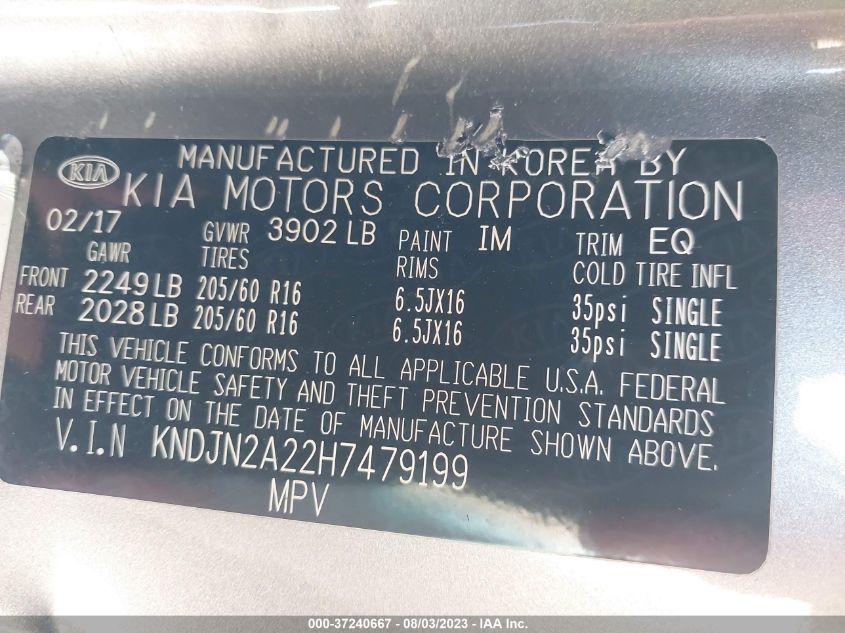 MANUFACTURED IN KOREA BY
KIA KIA MOTORS CORPORATION
02/17 GVWR 3902 LB PAINT IM TRIM EQ
GAWR TIRES RIMS COLD TIRE INFL
FRONT 2249 LB 205/60 R16 6.5JX16 35psi SINGLE
REAR 2028 LB 205/60 R16 6.5JX16 35psi SINGLE
THIS VEHICLE CONFORMS TO ALL APPLICABLE U.S.A. FEDERAL
MOTOR VEHICLE SAFETY AND THEFT PREVENTION STANDARDS
IN EFFECT ON THE DATE OF MANUFACTURE SHOWN ABOVE.
V.I.N KNDJN2A22H7479199
MPV
000-37240667 - 08/03/2023 - IAA Inc.